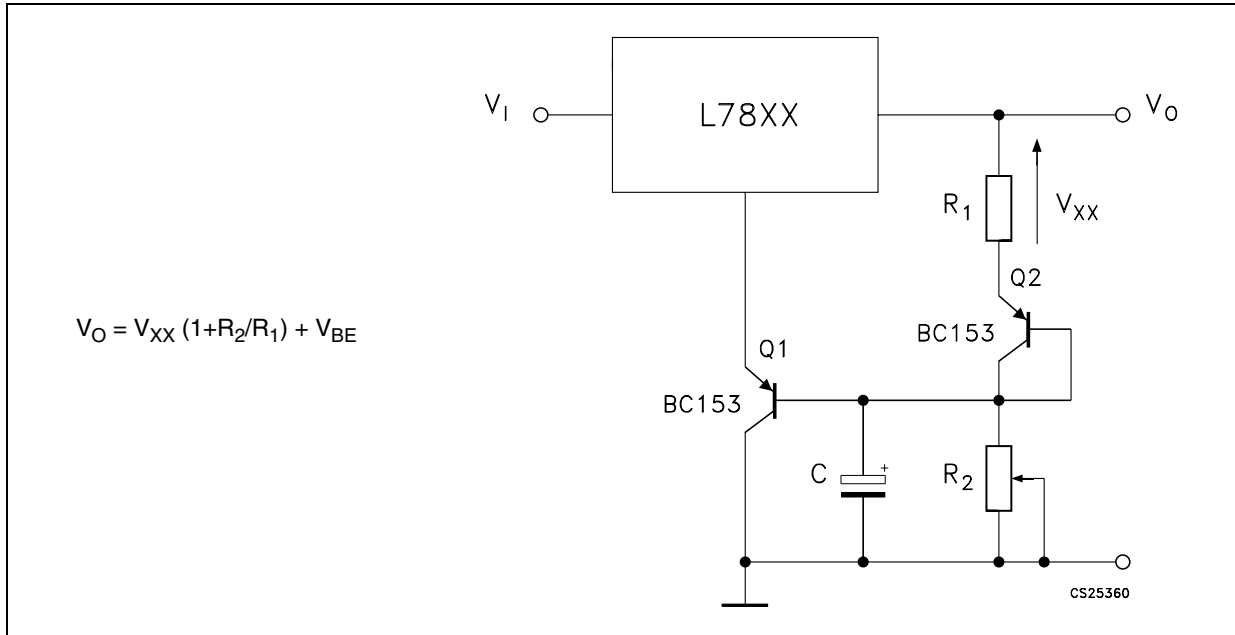 L78XX
V_I
V_O
R_1
V_XX
Q2
BC153
V_O = V_XX (1+R_2/R_1) + V_BE
Q1
BC153
C
+
R_2
CS25360